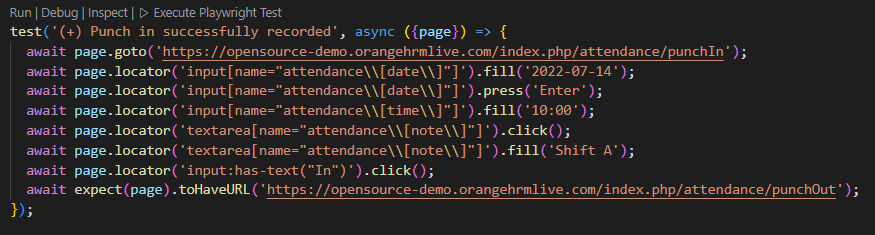 Run | Debug | Inspect | ▷ Execute Playwright Test
test('(+) Punch in successfully recorded', async ({page}) => {
  await page.goto('https://opensource-demo.orangehrmlive.com/index.php/attendance/punchIn');
  await page.locator('input[name="attendance\\[date\\]"]').fill('2022-07-14');
  await page.locator('input[name="attendance\\[date\\]"]').press('Enter');
  await page.locator('input[name="attendance\\[time\\]"]').fill('10:00');
  await page.locator('textarea[name="attendance\\[note\\]"]').click();
  await page.locator('textarea[name="attendance\\[note\\]"]').fill('Shift A');
  await page.locator('input:has-text("In")').click();
  await expect(page).toHaveURL('https://opensource-demo.orangehrmlive.com/index.php/attendance/punchOut');
});